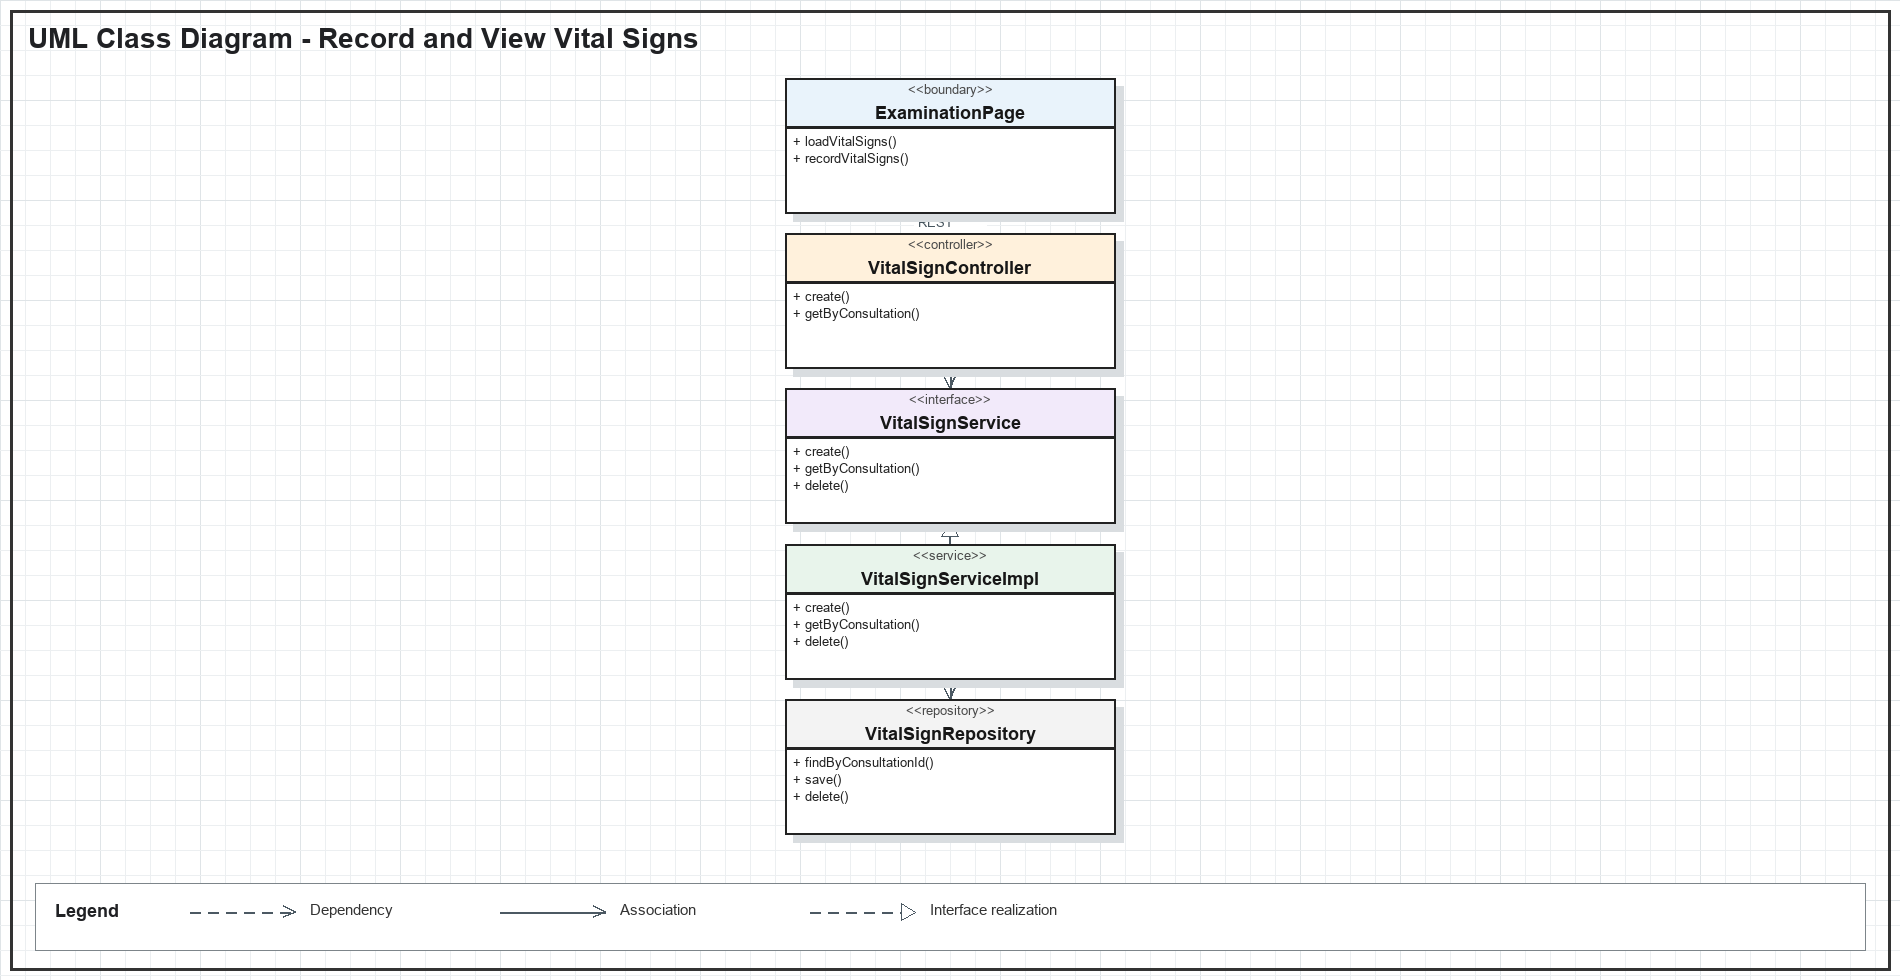 UML Class Diagram - Record and View Vital Signs
<<boundary>>
ExaminationPage
+ loadVitalSigns()
+ recordVitalSigns()
REST
<<controller>>
VitalSignController
+ create()
+ getByConsultation()
<<interface>>
VitalSignService
+ create()
+ getByConsultation()
+ delete()
<<service>>
VitalSignServiceImpl
+ create()
+ getByConsultation()
+ delete()
<<repository>>
VitalSignRepository
+ findByConsultationId()
+ save()
+ delete()
Legend
Dependency
Association
Interface realization